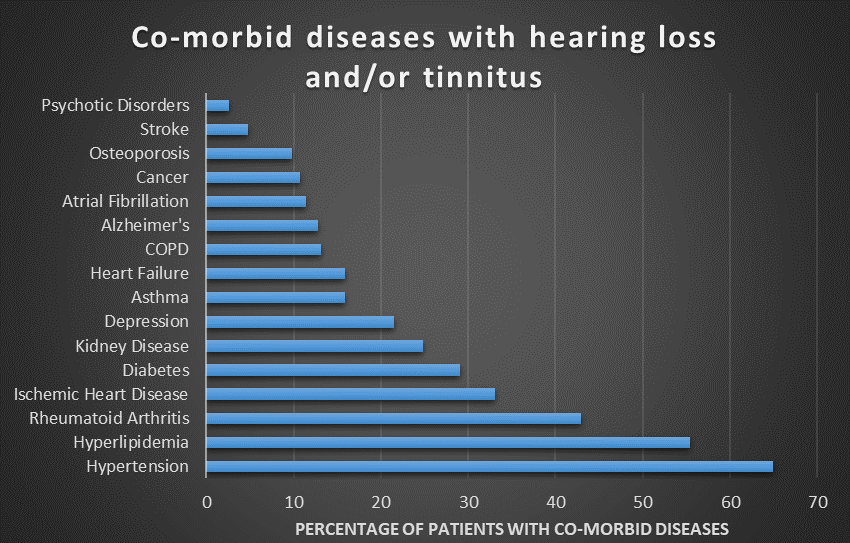 Co-morbid diseases with hearing loss
and/or tinnitus
Psychotic Disorders
Stroke
Osteoporosis
Cancer
Atrial Fibrillation
Alzheimer's
COPD
Heart Failure
Asthma
Depression
Kidney Disease
Diabetes
Ischemic Heart Disease
Rheumatoid Arthritis
Hyperlipidemia
Hypertension
0 10 20 30 40 50 60 70
PERCENTAGE OF PATIENTS WITH CO-MORBID DISEASES